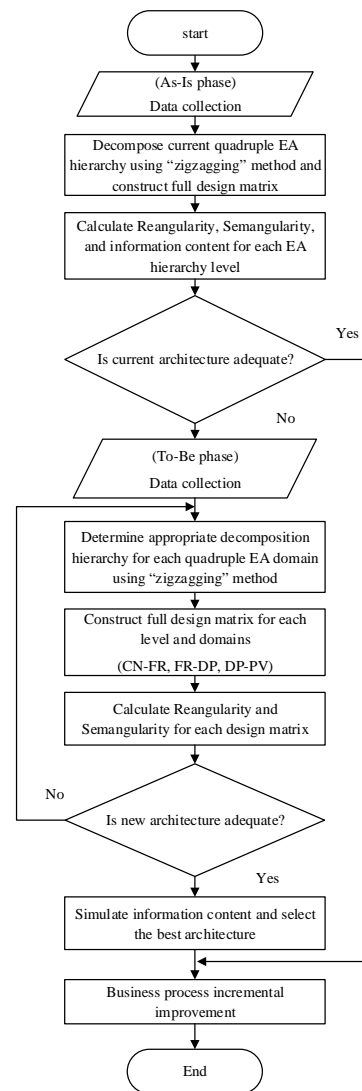 start
(As-Is phase)
Data collection
Decompose current quadruple EA
hierarchy using “zigzagging” method and
construct full design matrix
Calculate Reangularity, Semangularity,
and information content for each EA
hierarchy level
Is current architecture adequate?
Yes
No
(To-Be phase)
Data collection
Determine appropriate decomposition
hierarchy for each quadruple EA domain
using “zigzagging” method
Construct full design matrix for each
level and domains
(CN-FR, FR-DP, DP-PV)
Calculate Reangularity and
Semangularity for each design matrix
No
Is new architecture adequate?
Yes
Simulate information content and select
the best architecture
Business process incremental
improvement
End